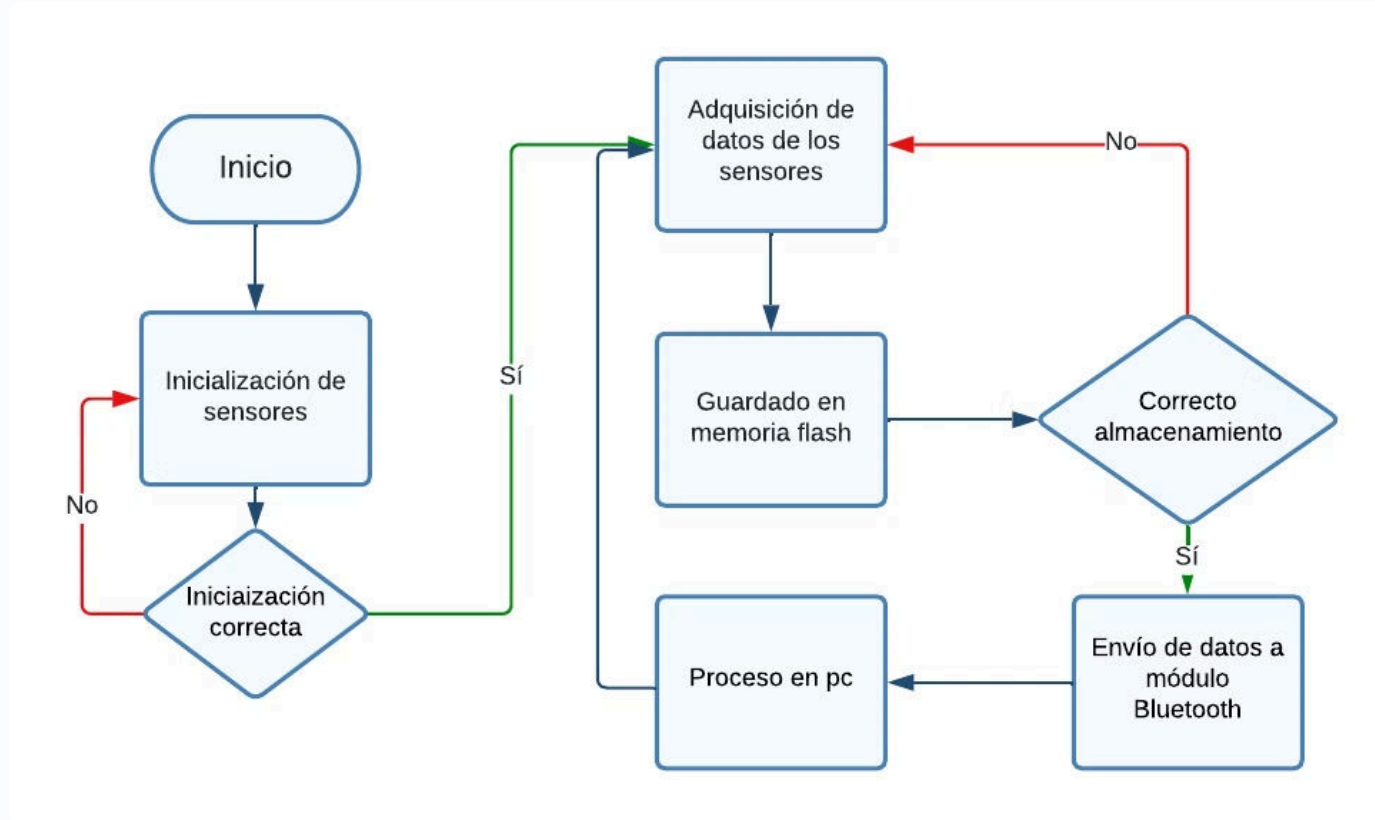 Inicio
Inicialización de
sensores
No
Iniciaización
correcta
Sí
Adquisición de
datos de los
sensores
No
Guardado en
memoria flash
Correcto
almacenamiento
Sí
Envío de datos a
módulo
Bluetooth
Proceso en pc